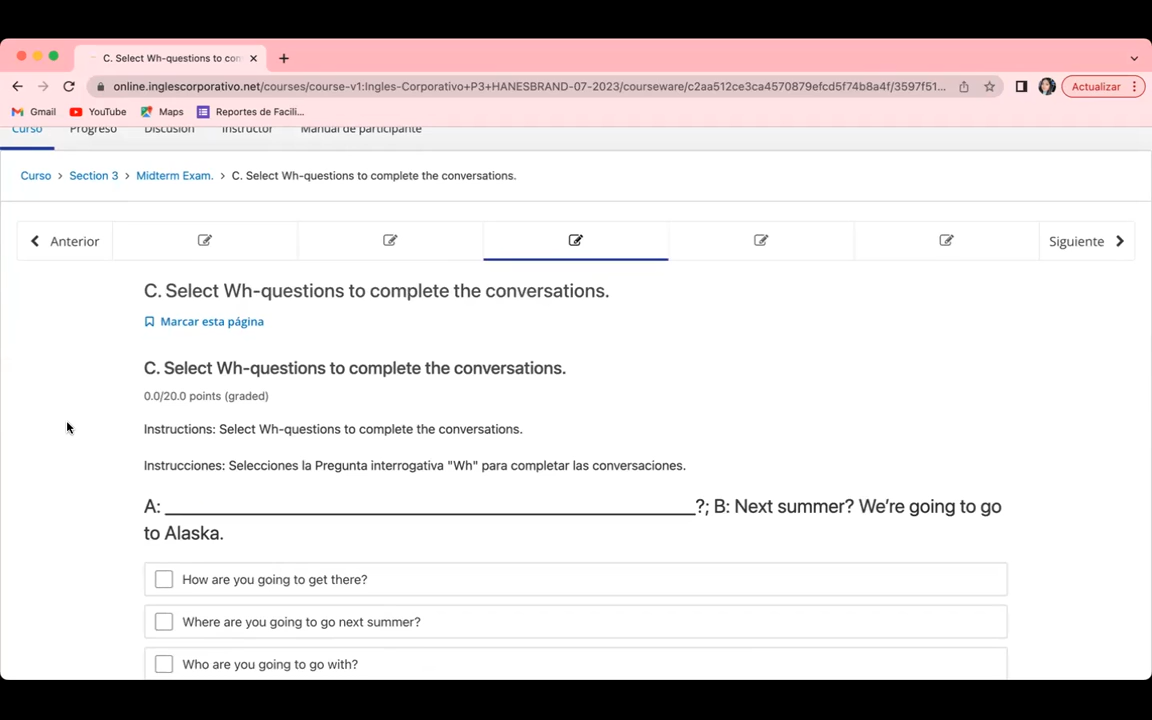 C. Select Wh-questions to con
online.inglescorporativo.net/courses/course-v1:Ingles-Corporativo+P3+HANESBRAND-07-2023/courseware/c2aa512ce3ca4570879efcd5f74b8a4f/3597f51...
Actualizar
Gmail YouTube Maps Reportes de Facili...
Curso Progreso Discusión Instructor Manual de participante
Curso > Section 3 > Midterm Exam. > C. Select Wh-questions to complete the conversations.
Anterior Siguiente
C. Select Wh-questions to complete the conversations.
Marcar esta página
C. Select Wh-questions to complete the conversations.
0.0/20.0 points (graded)
Instructions: Select Wh-questions to complete the conversations.
Instrucciones: Selecciones la Pregunta interrogativa "Wh" para completar las conversaciones.
A: ______________________________________________?; B: Next summer? We’re going to go
to Alaska.
How are you going to get there?
Where are you going to go next summer?
Who are you going to go with?